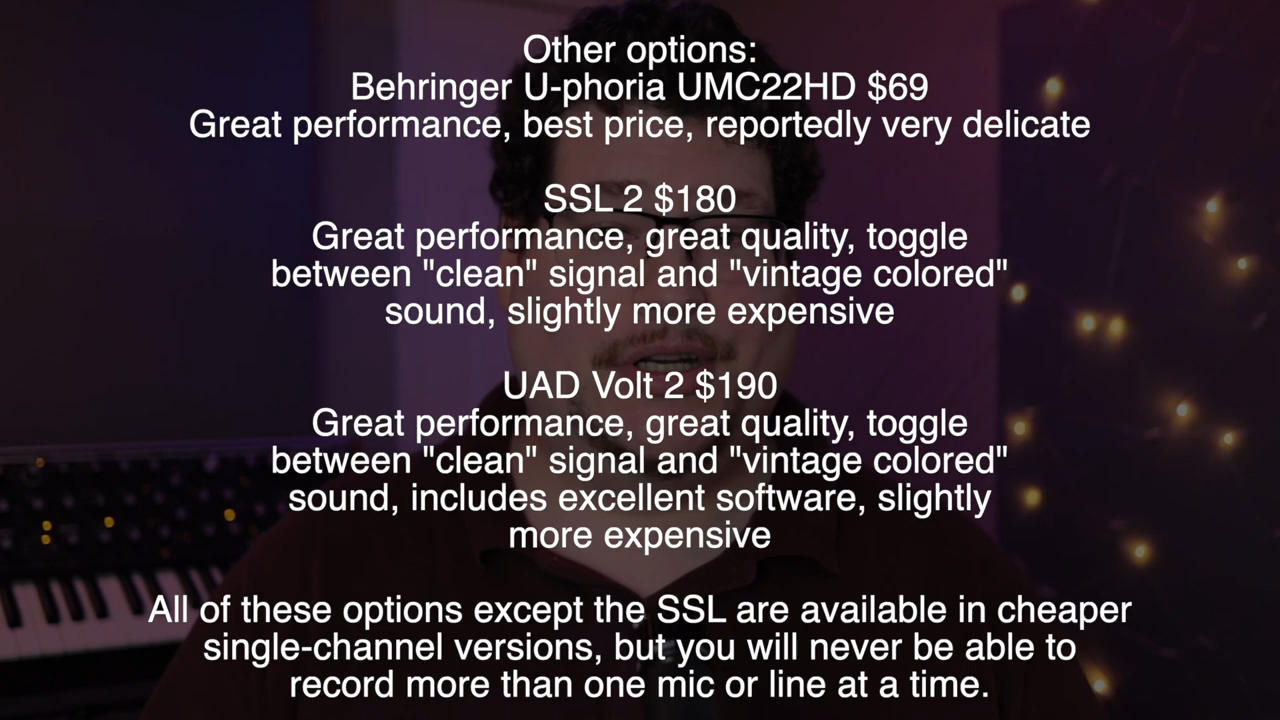 Other options:
Behringer U-phoria UMC22HD $69
Great performance, best price, reportedly very delicate
SSL 2 $180
Great performance, great quality, toggle
between "clean" signal and "vintage colored"
sound, slightly more expensive
UAD Volt 2 $190
Great performance, great quality, toggle
between "clean" signal and "vintage colored"
sound, includes excellent software, slightly
more expensive
All of these options except the SSL are available in cheaper
single-channel versions, but you will never be able to
record more than one mic or line at a time.